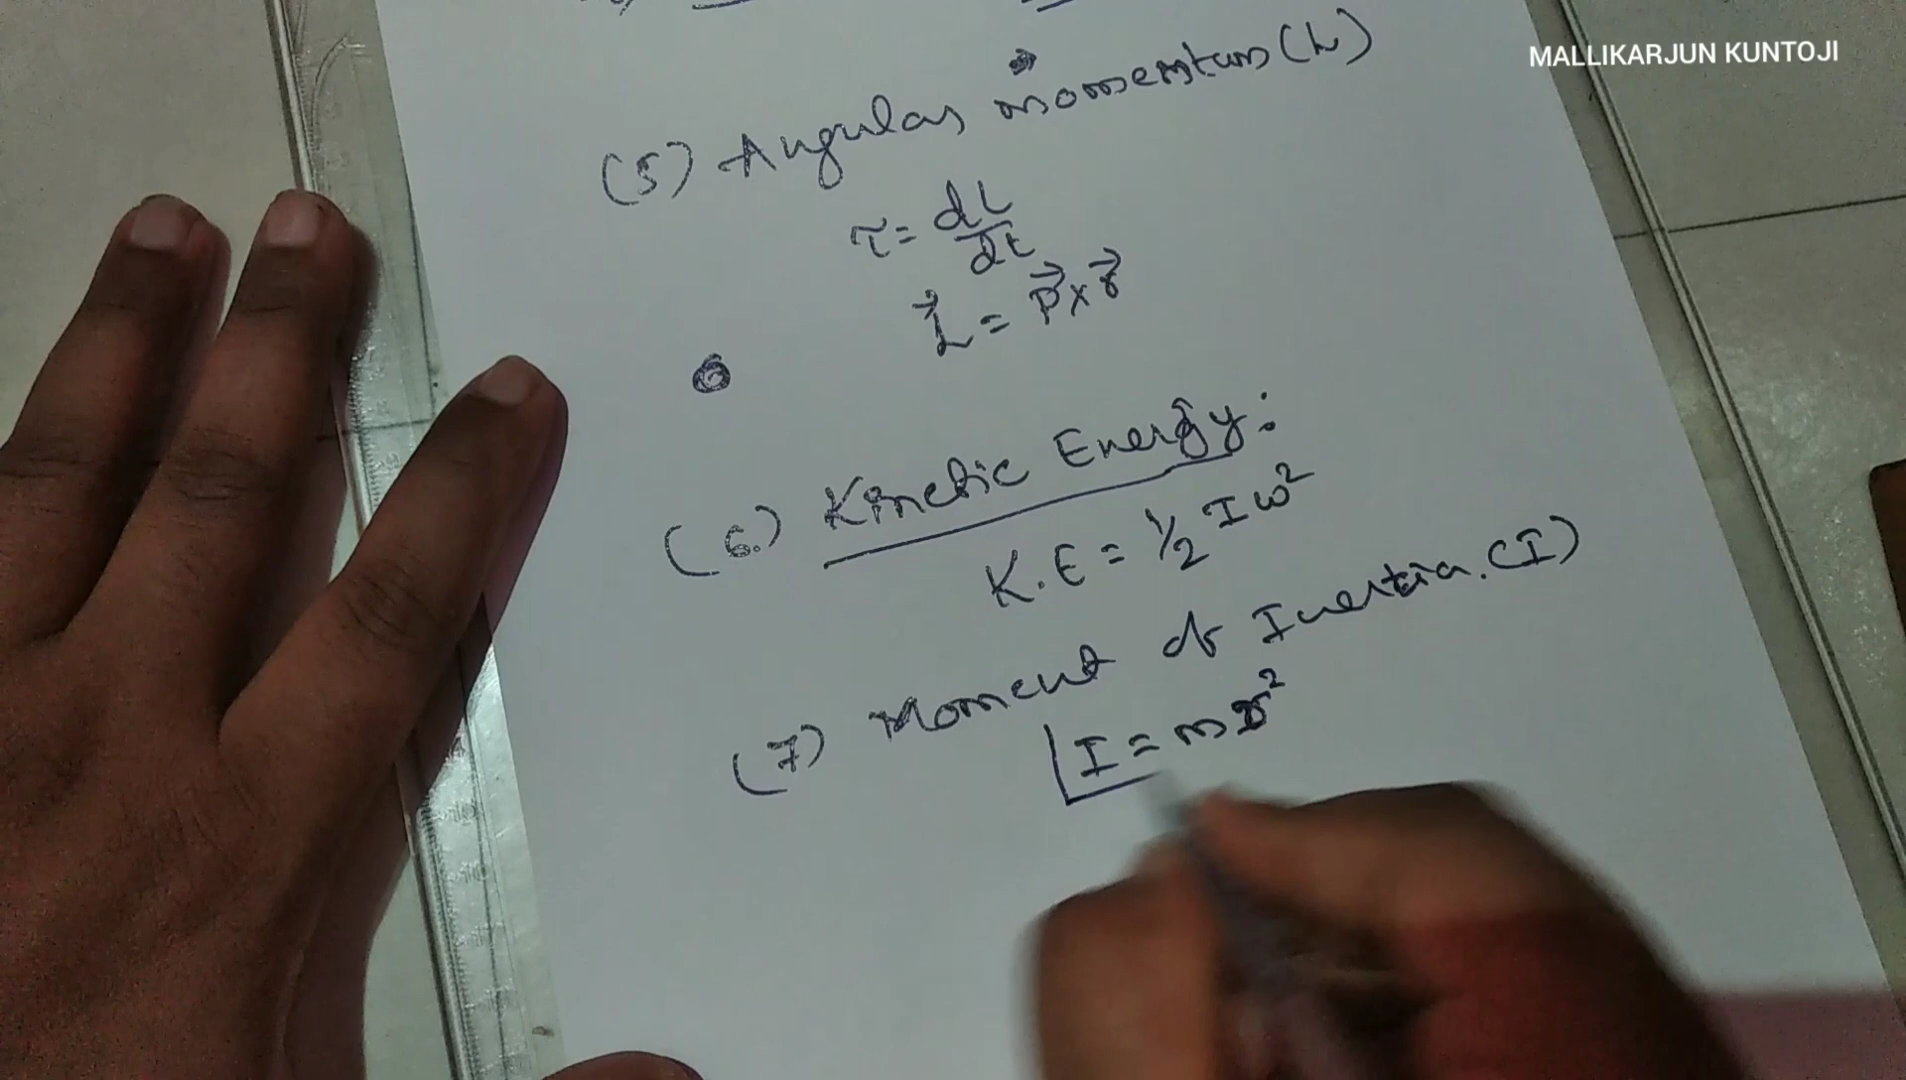 MALLIKARJUN KUNTOJI
(5) Angular momentum (L)
τ = dL/dt
L⃗ = P⃗ × r⃗
(6.) Kinetic Energy:
K.E = 1/2 Iω²
(7) Moment of Inertia. (I)
I = mr²